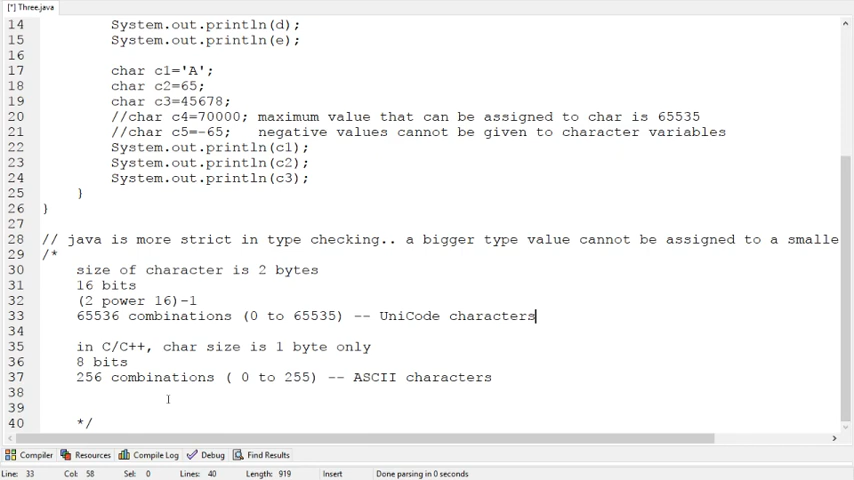 [*] Three.java
14 System.out.println(d);
15 System.out.println(e);
16
17 char c1='A';
18 char c2=65;
19 char c3=45678;
20 //char c4=70000; maximum value that can be assigned to char is 65535
21 //char c5=-65; negative values cannot be given to character variables
22 System.out.println(c1);
23 System.out.println(c2);
24 System.out.println(c3);
25 }
26 }
27
28 // java is more strict in type checking.. a bigger type value cannot be assigned to a smalle
29 /*
30 size of character is 2 bytes
31 16 bits
32 (2 power 16)-1
33 65536 combinations (0 to 65535) -- UniCode characters
34
35 in C/C++, char size is 1 byte only
36 8 bits
37 256 combinations ( 0 to 255) -- ASCII characters
38
39
40 */
Compiler Resources Compile Log Debug Find Results
Line: 33 Col: 58 Sel: 0 Lines: 40 Length: 919 Insert Done parsing in 0 seconds